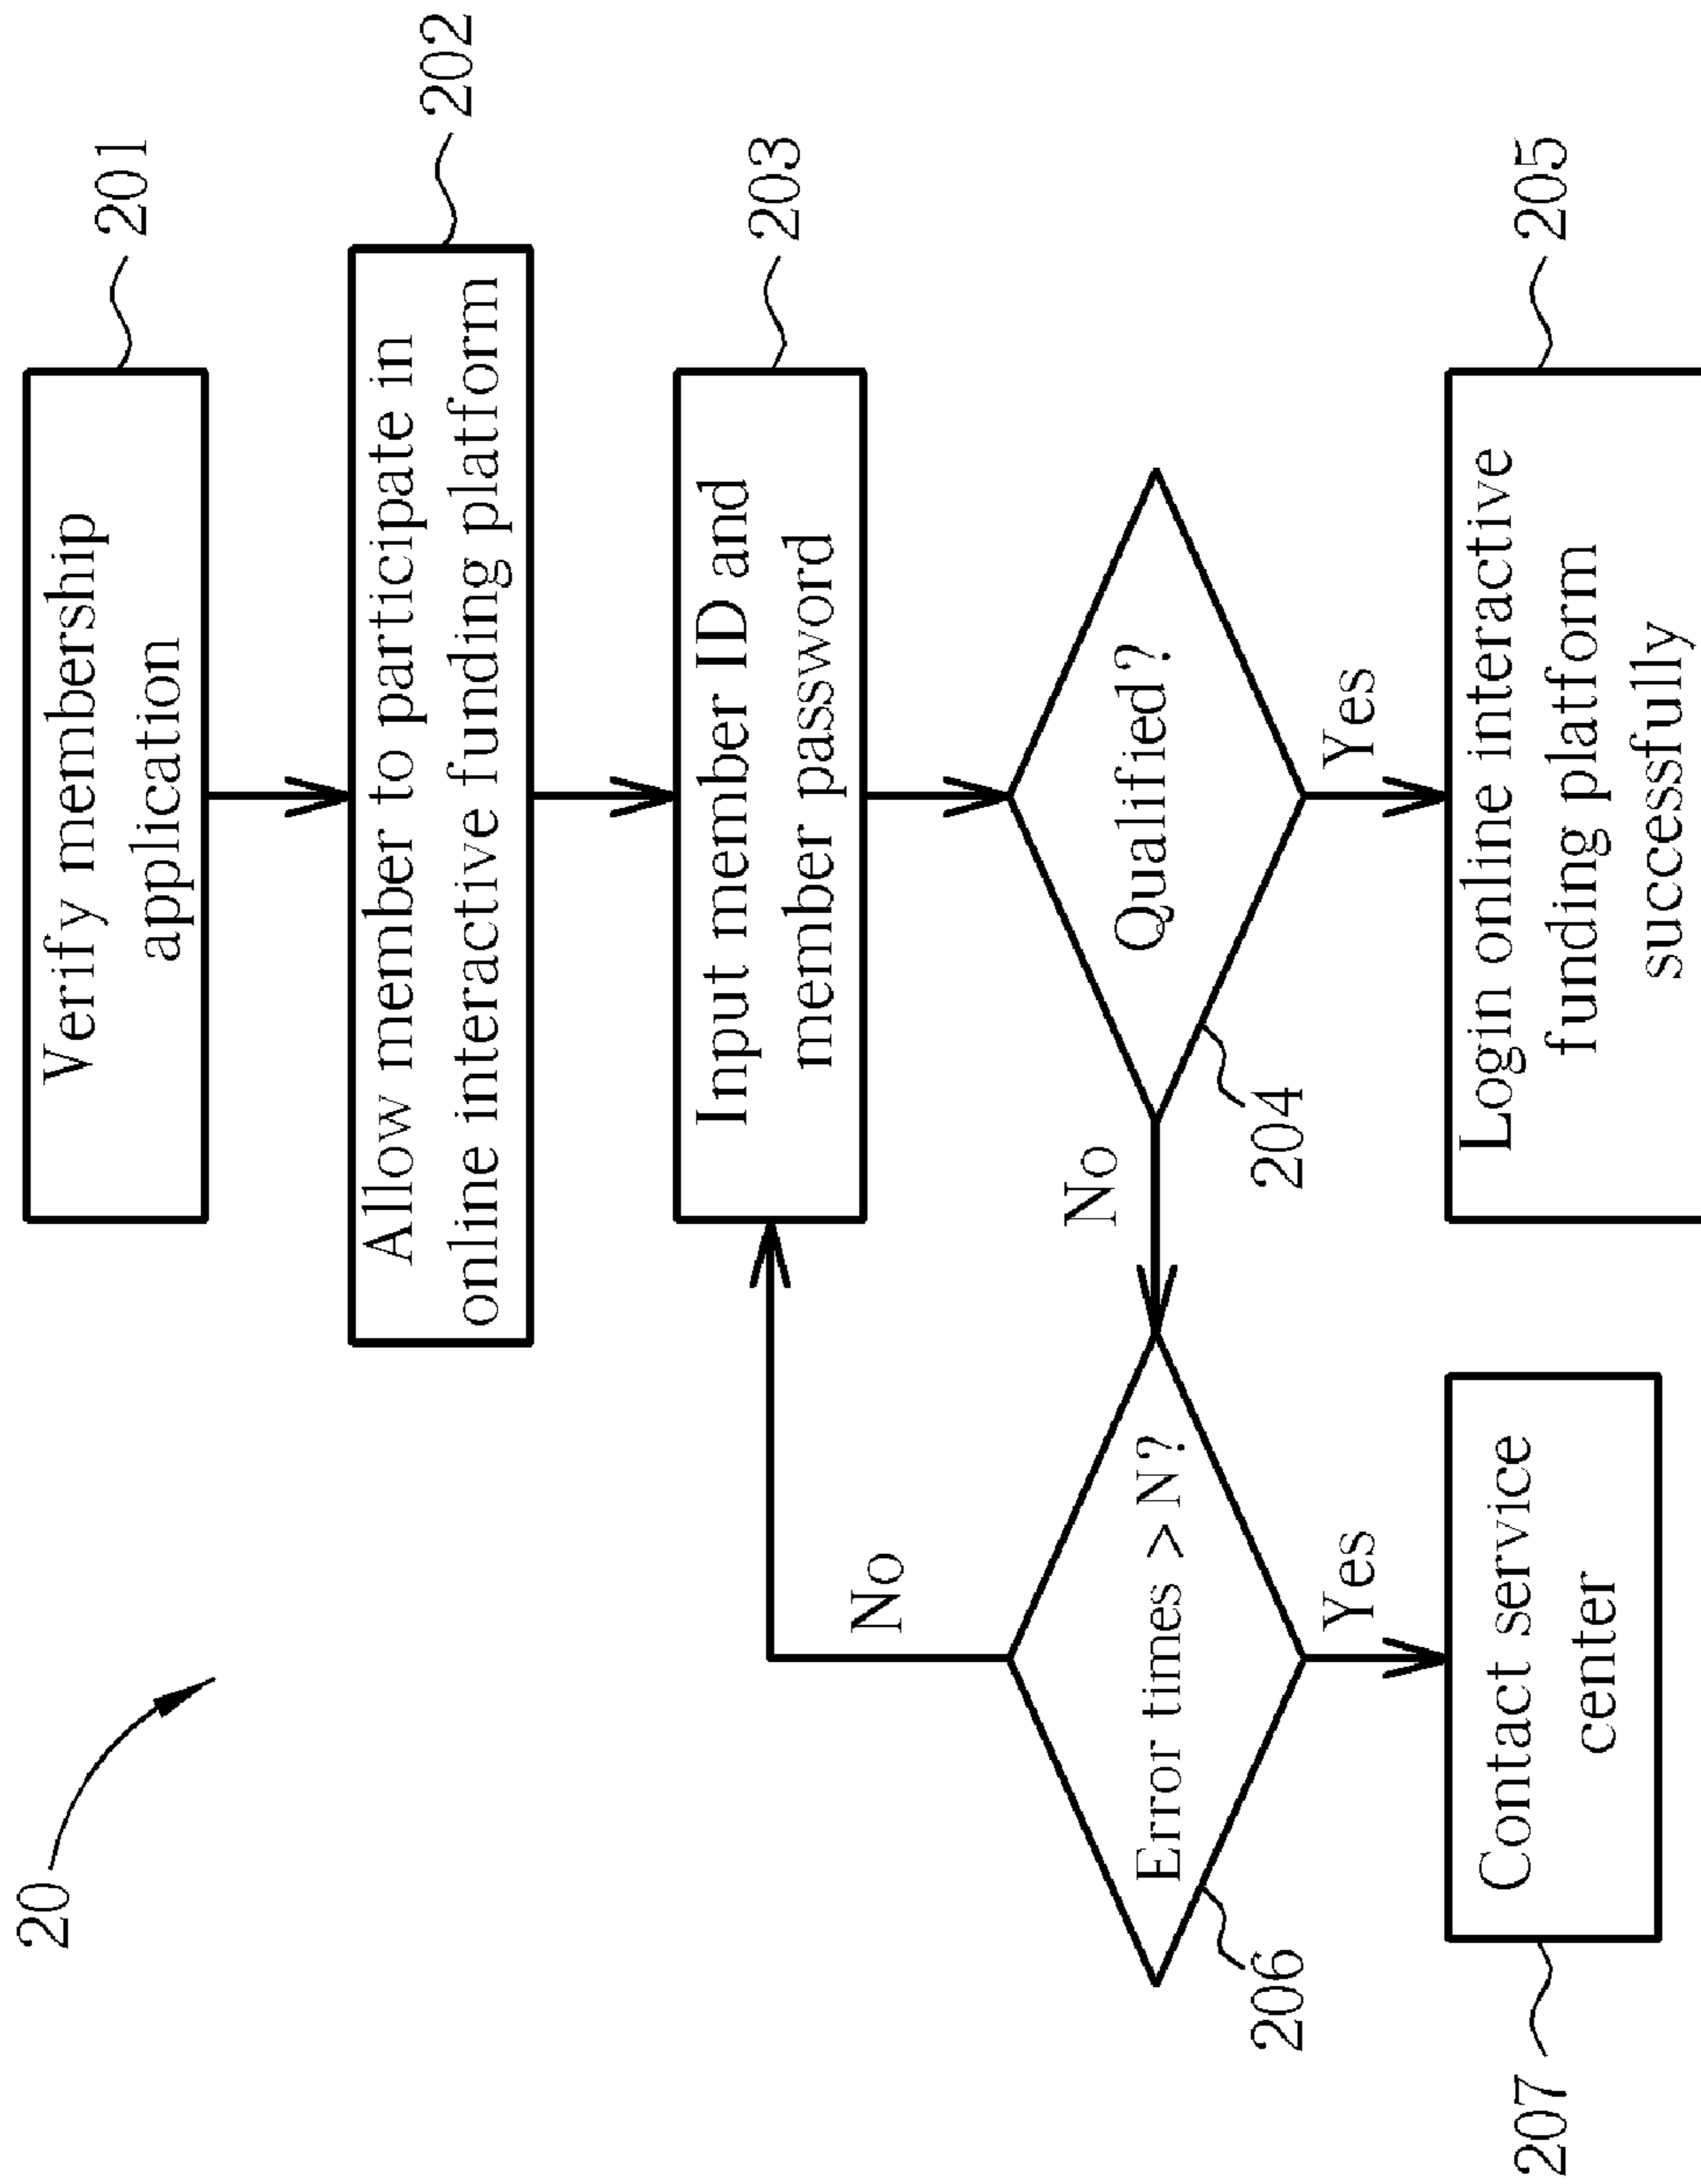 20
Verify membership
application
201
Allow member to participate in
online interactive funding platform
202
Input member ID and
member password
203
No
No
Error times > N?
206
Qualified?
204
Yes
Yes
Contact service
center
207
Login online interactive
funding platform
successfully
205